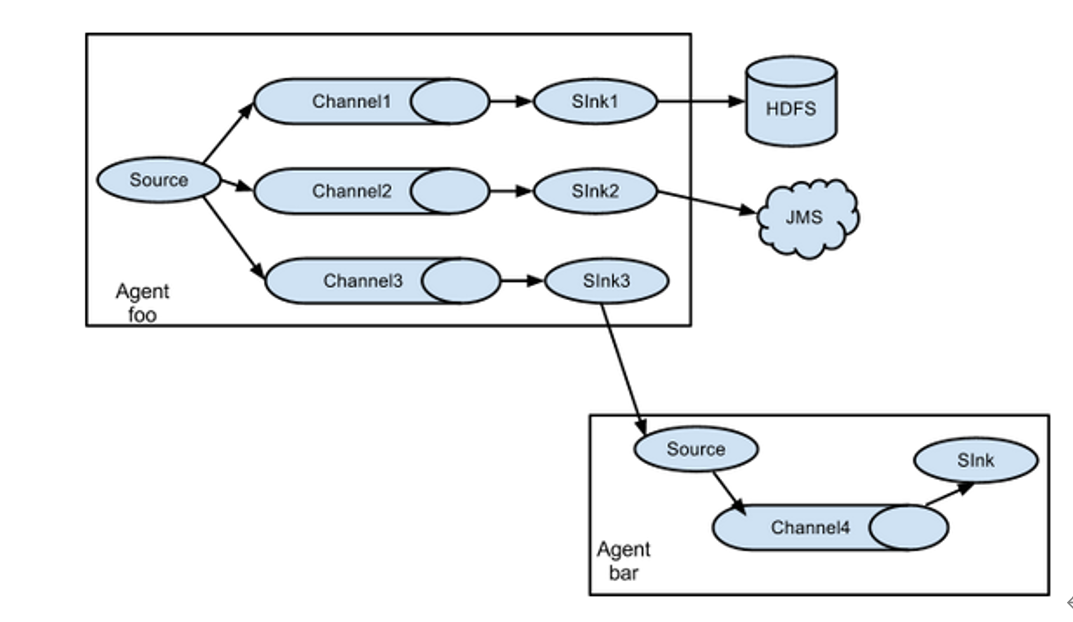 Channel1
SInk1
HDFS
Source
Channel2
SInk2
JMS
Channel3
SInk3
Agent
foo
Source
SInk
Channel4
Agent
bar